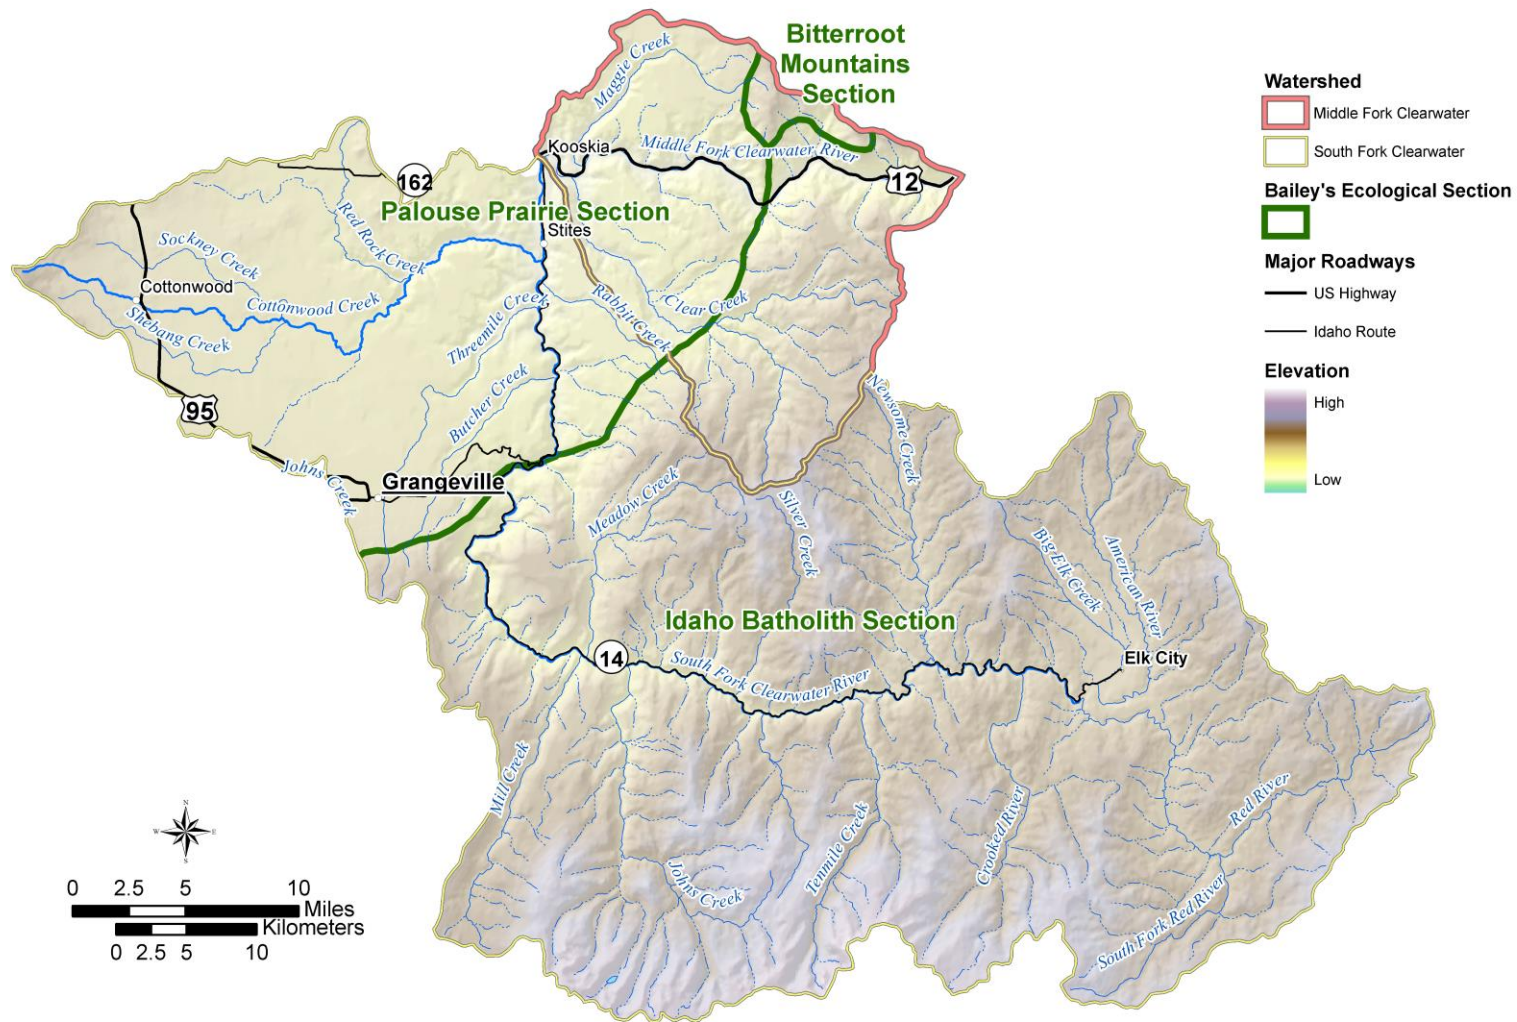 Bitterroot
Mountains
Section
Maggie Creek
Kooskia
Middle Fork Clearwater River
12
162
Palouse Prairie Section
Stites
Red Rock Creek
Sockney Creek
Cottonwood
Cottonwood Creek
Shebang Creek
Threemile Creek
Rabbit Creek
Clear Creek
Butcher Creek
95
Johns Creek
Grangeville
Newsome Creek
Meadow Creek
Silver Creek
Big Elk Creek
American River
Idaho Batholith Section
14
South Fork Clearwater River
Elk City
Mill Creek
Johns Creek
Tenmile Creek
Crooked River
Red River
South Fork Red River
Watershed
Middle Fork Clearwater
South Fork Clearwater
Bailey's Ecological Section
Major Roadways
US Highway
Idaho Route
Elevation
High
Low
N
W E
S
0 2.5 5 10
Miles
Kilometers
0 2.5 5 10